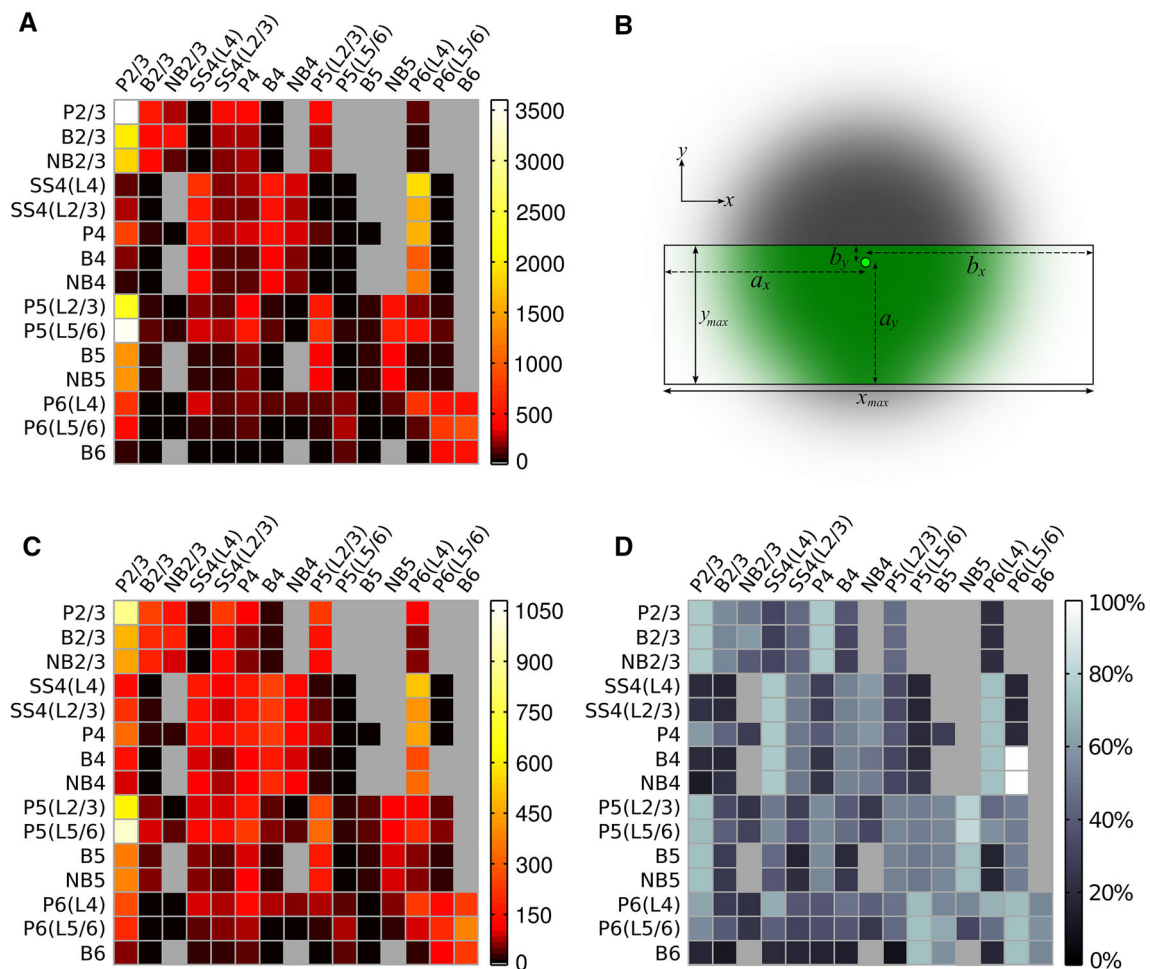 A
P2/3
B2/3
NB2/3
SS4(L4)
SS4(L2/3)
P4
B4
NB4
P5(L2/3)
P5(L5/6)
B5
NB5
P6(L4)
P6(L5/6)
B6
P2/3
B2/3
NB2/3
SS4(L4)
SS4(L2/3)
P4
B4
NB4
P5(L2/3)
P5(L5/6)
B5
NB5
P6(L4)
P6(L5/6)
B6
3500
3000
2500
2000
1500
1000
500
0
B
y
x
b_y
b_x
a_x
y_max
a_y
x_max
C
P2/3
B2/3
NB2/3
SS4(L4)
SS4(L2/3)
P4
B4
NB4
P5(L2/3)
P5(L5/6)
B5
NB5
P6(L4)
P6(L5/6)
B6
P2/3
B2/3
NB2/3
SS4(L4)
SS4(L2/3)
P4
B4
NB4
P5(L2/3)
P5(L5/6)
B5
NB5
P6(L4)
P6(L5/6)
B6
1050
900
750
600
450
300
150
0
D
P2/3
B2/3
NB2/3
SS4(L4)
SS4(L2/3)
P4
B4
NB4
P5(L2/3)
P5(L5/6)
B5
NB5
P6(L4)
P6(L5/6)
B6
P2/3
B2/3
NB2/3
SS4(L4)
SS4(L2/3)
P4
B4
NB4
P5(L2/3)
P5(L5/6)
B5
NB5
P6(L4)
P6(L5/6)
B6
100%
80%
60%
40%
20%
0%